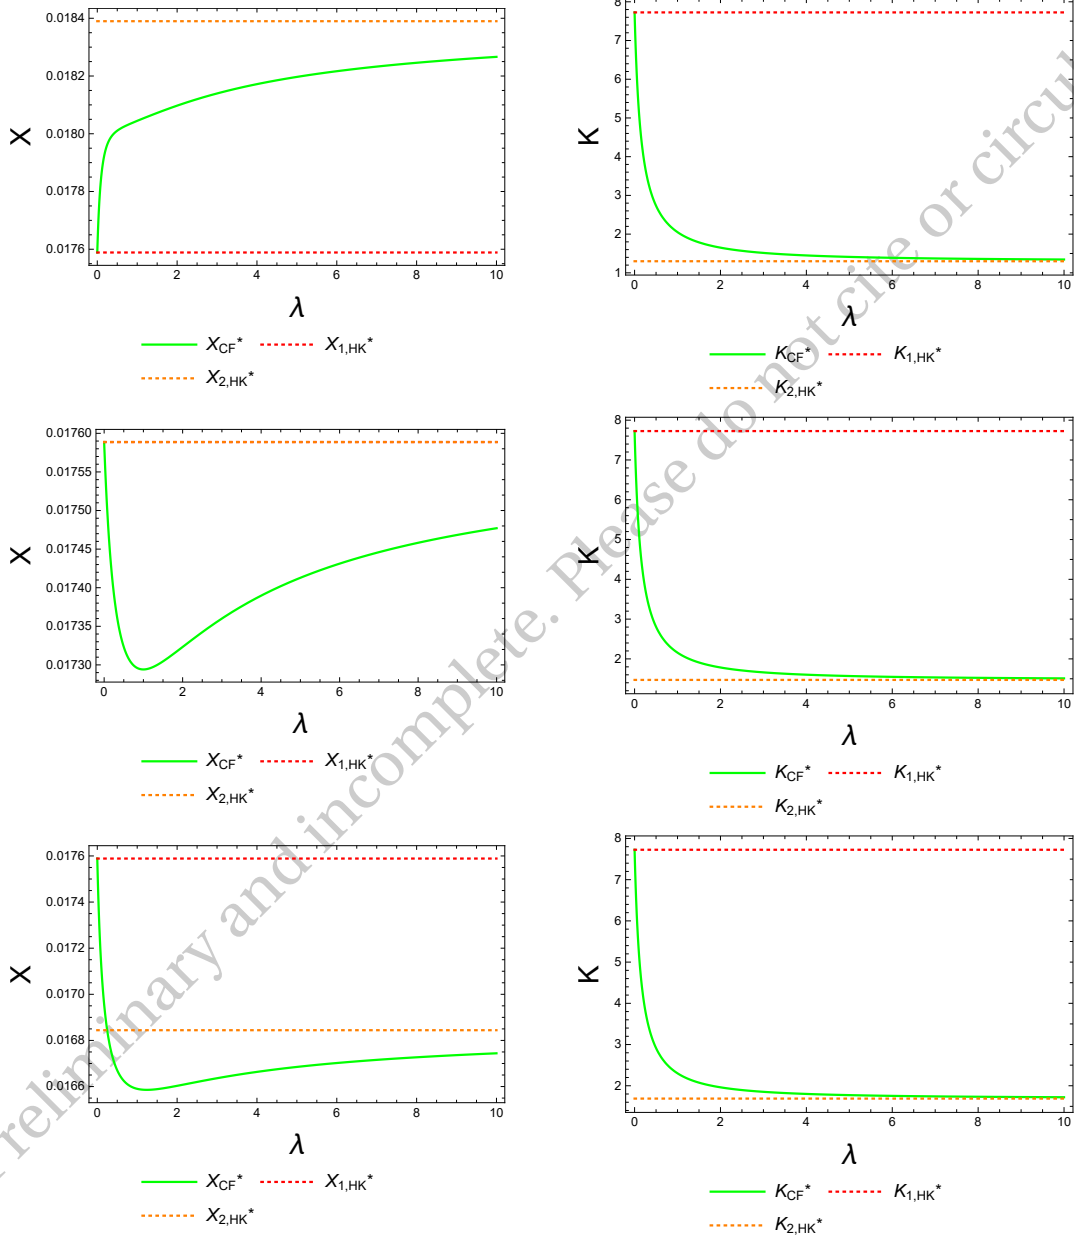 0.0184
0.0182
0.0180
0.0178
0.0176
X
0 2 4 6 8 10
λ
X_CF* X_1,HK*
X_2,HK*
8
7
6
5
4
3
2
1
K
0 2 4 6 8 10
λ
K_CF* K_1,HK*
K_2,HK*
0.01760
0.01755
0.01750
0.01745
0.01740
0.01735
0.01730
X
0 2 4 6 8 10
λ
X_CF* X_1,HK*
X_2,HK*
8
7
6
5
4
3
2
K
0 2 4 6 8 10
λ
K_CF* K_1,HK*
K_2,HK*
0.0176
0.0174
0.0172
0.0170
0.0168
0.0166
X
0 2 4 6 8 10
λ
X_CF* X_1,HK*
X_2,HK*
8
7
6
5
4
3
2
K
0 2 4 6 8 10
λ
K_CF* K_1,HK*
K_2,HK*
reliminary and incomplete. Please do not cite or circul